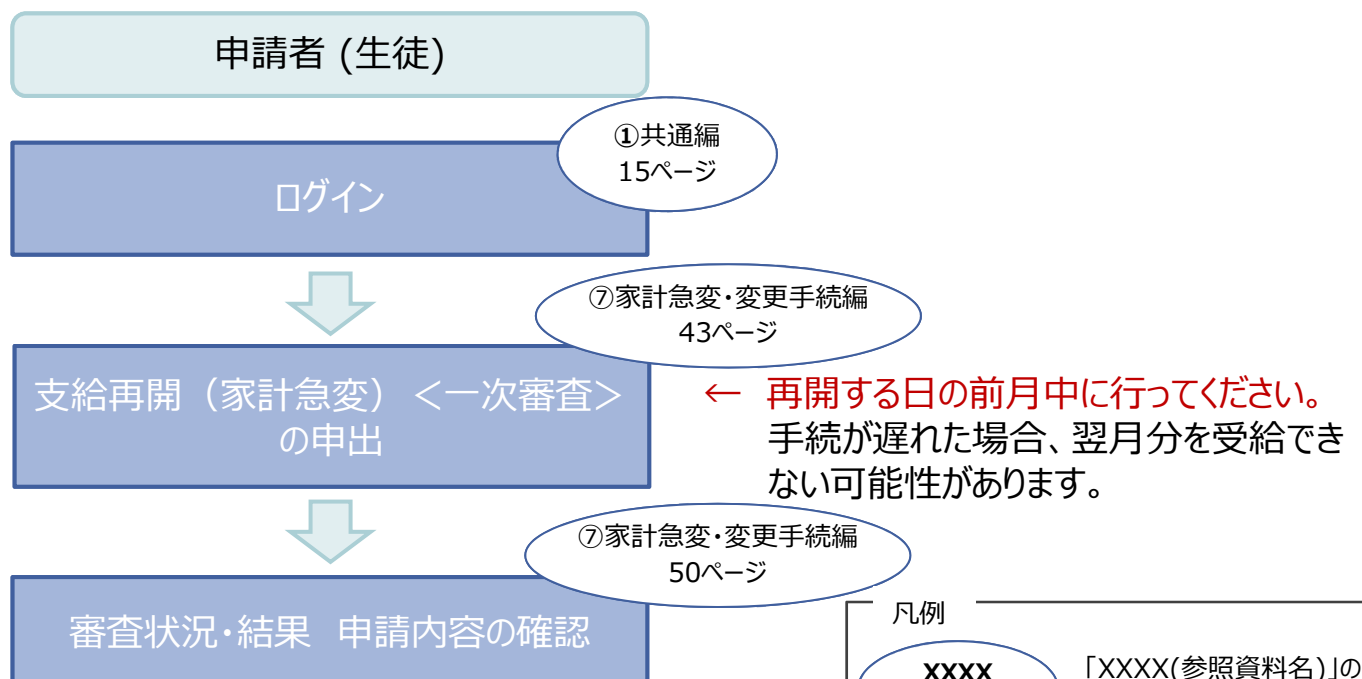 申請者 (生徒)
①共通編
15ページ
ログイン
⑦家計急変・変更手続編
43ページ
支給再開（家計急変）＜一次審査＞
の申出
← 再開する日の前月中に行ってください。
手続が遅れた場合、翌月分を受給でき
ない可能性があります。
⑦家計急変・変更手続編
50ページ
審査状況・結果 申請内容の確認
凡例
XXXX
「XXXX(参照資料名)」の